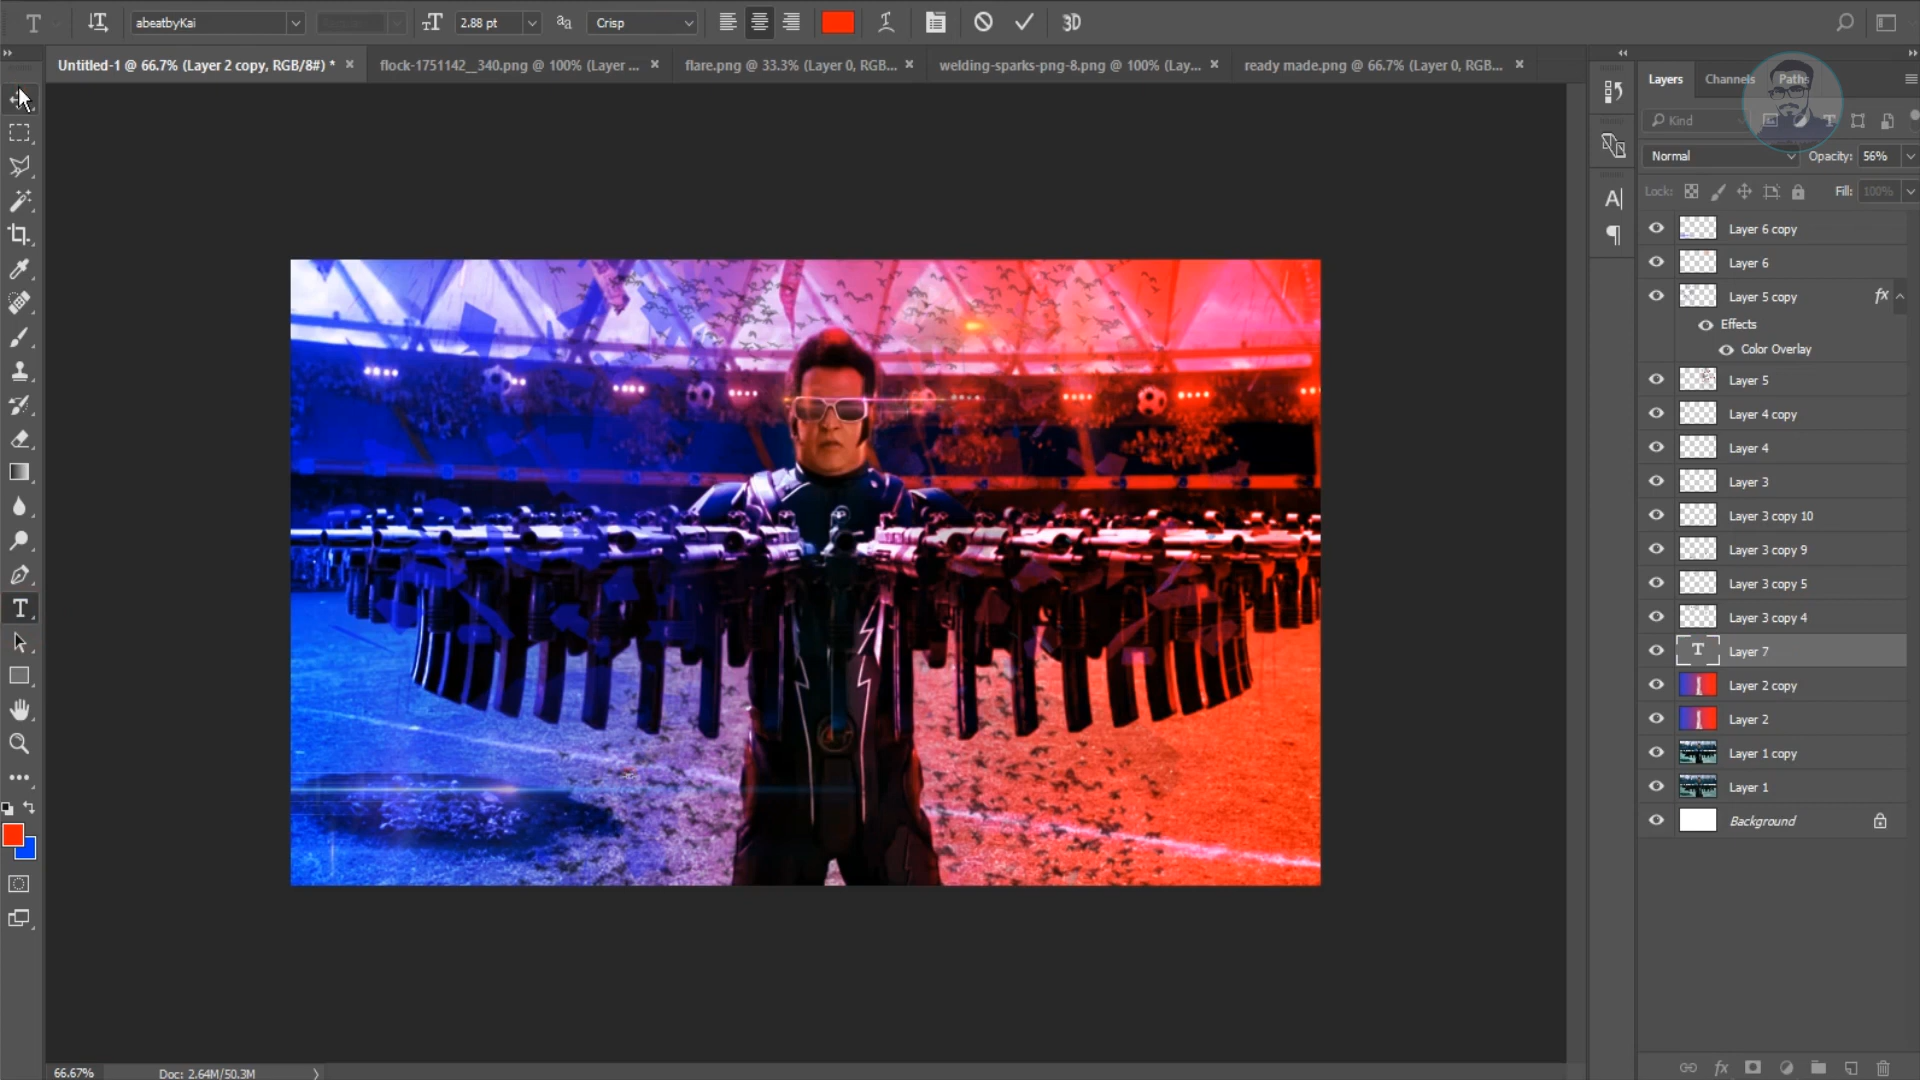 T abeatbyKai 2.88 pt aa Crisp 3D
Untitled-1 @ 66.7% (Layer 2 copy, RGB/8#) * × flock-1751142__340.png @ 100% (Layer ... × flare.png @ 33.3% (Layer 0, RGB... × welding-sparks-png-8.png @ 100% (Lay... × ready made.png @ 66.7% (Layer 0, RGB... ×
Layers Channels Paths
Kind
Normal Opacity: 56%
Lock: Fill: 100%
Layer 6 copy
Layer 6
Layer 5 copy fx
Effects
Color Overlay
Layer 5
Layer 4 copy
Layer 4
Layer 3
Layer 3 copy 10
Layer 3 copy 9
Layer 3 copy 5
Layer 3 copy 4
T Layer 7
Layer 2 copy
Layer 2
Layer 1 copy
Layer 1
Background
66.67% Doc: 2.64M/50.3M
fx